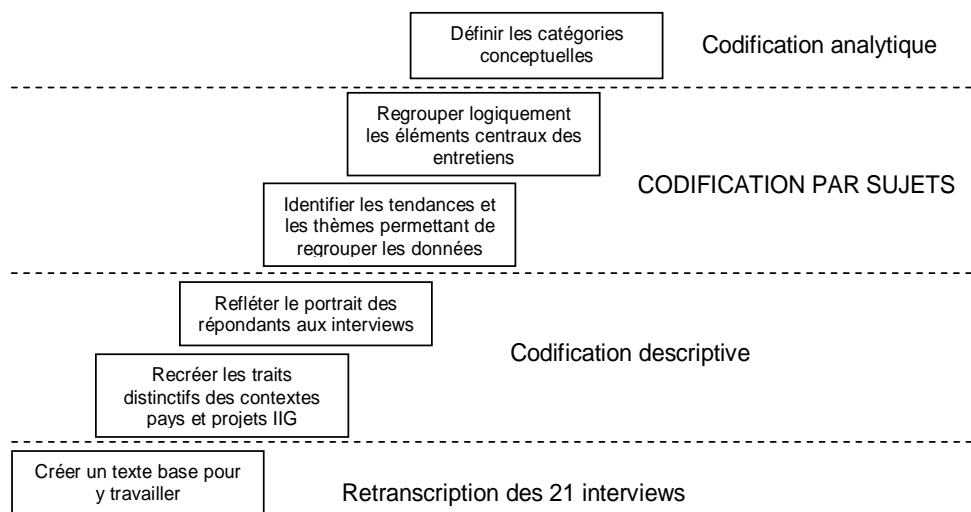 Définir les catégories
conceptuelles
Codification analytique
Regrouper logiquement
les éléments centraux des
entretiens
CODIFICATION PAR SUJETS
Identifier les tendances et
les thèmes permettant de
regrouper les données
Refléter le portrait des
répondants aux interviews
Codification descriptive
Recréer les traits
distinctifs des contextes
pays et projets IIG
Créer un texte base pour
y travailler
Retranscription des 21 interviews